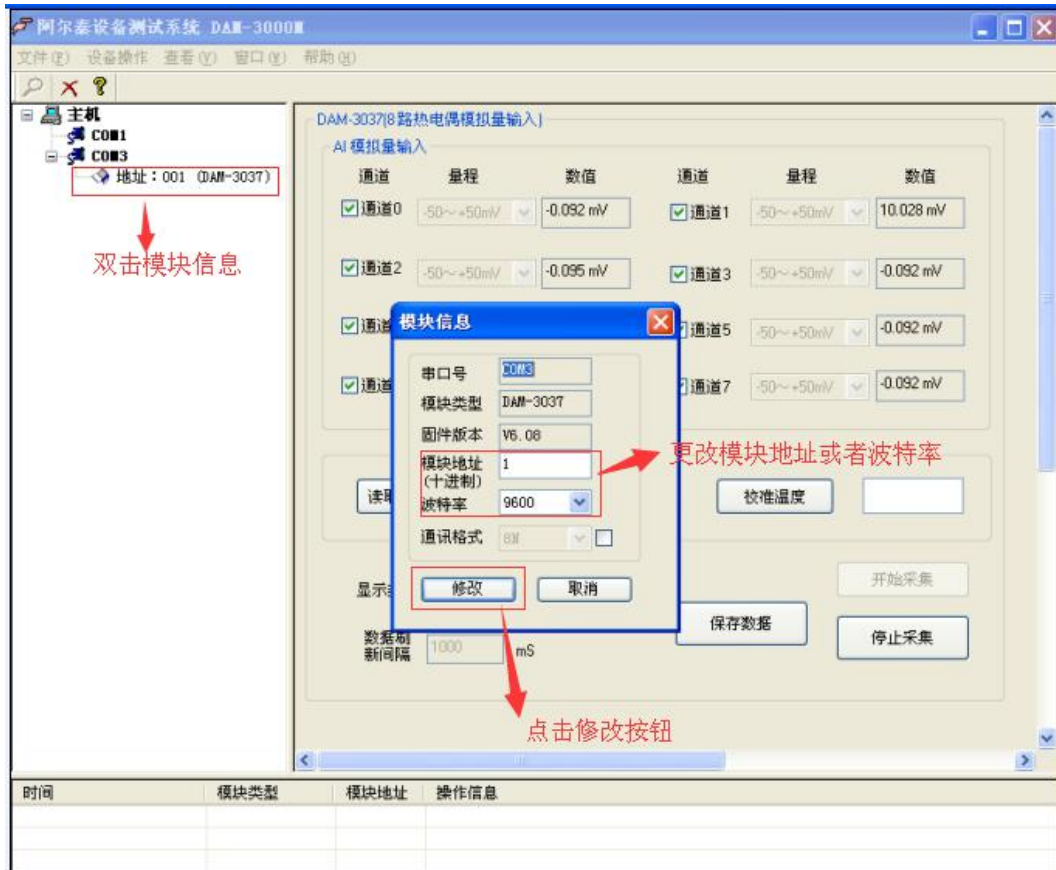 阿尔泰设备测试系统 DAM-3000M
文件(F) 设备操作 查看(V) 窗口(W) 帮助(H)
主机
COM1
COM3
地址：001 (DAM-3037)
双击模块信息
DAM-3037(8路热电偶模拟量输入)
AI 模拟量输入
通道 量程 数值 通道 量程 数值
通道0 -50～+50mV -0.092 mV 通道1 -50～+50mV 10.028 mV
通道2 -50～+50mV -0.095 mV 通道3 -50～+50mV -0.092 mV
通道 通道5 -50～+50mV -0.092 mV
通道 通道7 -50～+50mV -0.092 mV
模块信息
串口号 COM3
模块类型 DAM-3037
固件版本 V6.08
模块地址 1
(十进制)
波特率 9600
通讯格式 8N
修改 取消
更改模块地址或者波特率
校准温度
开始采集
显示
保存数据
停止采集
数据刷
新间隔 1000 mS
点击修改按钮
时间 模块类型 模块地址 操作信息